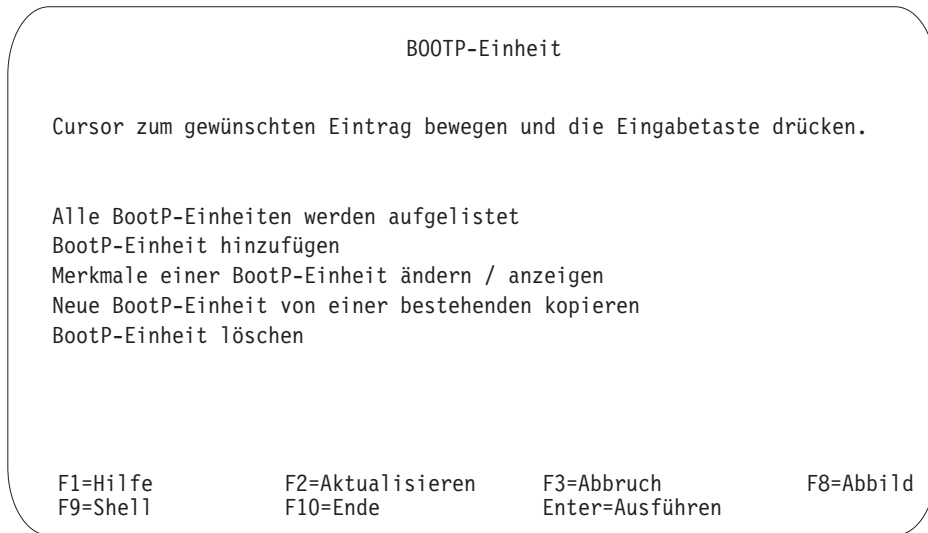 BOOTP-Einheit
Cursor zum gewünschten Eintrag bewegen und die Eingabetaste drücken.
Alle BootP-Einheiten werden aufgelistet
BootP-Einheit hinzufügen
Merkmale einer BootP-Einheit ändern / anzeigen
Neue BootP-Einheit von einer bestehenden kopieren
BootP-Einheit löschen
F1=Hilfe F2=Aktualisieren F3=Abbruch F8=Abbild
F9=Shell F10=Ende Enter=Ausführen